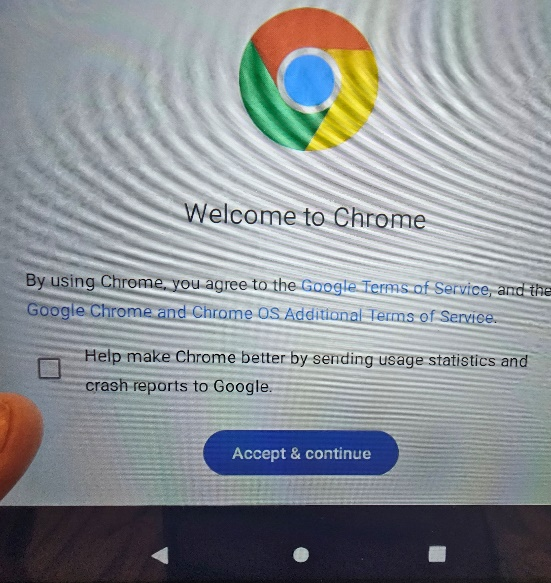 Welcome to Chrome
By using Chrome, you agree to the Google Terms of Service, and the
Google Chrome and Chrome OS Additional Terms of Service.
Help make Chrome better by sending usage statistics and
crash reports to Google.
Accept & continue